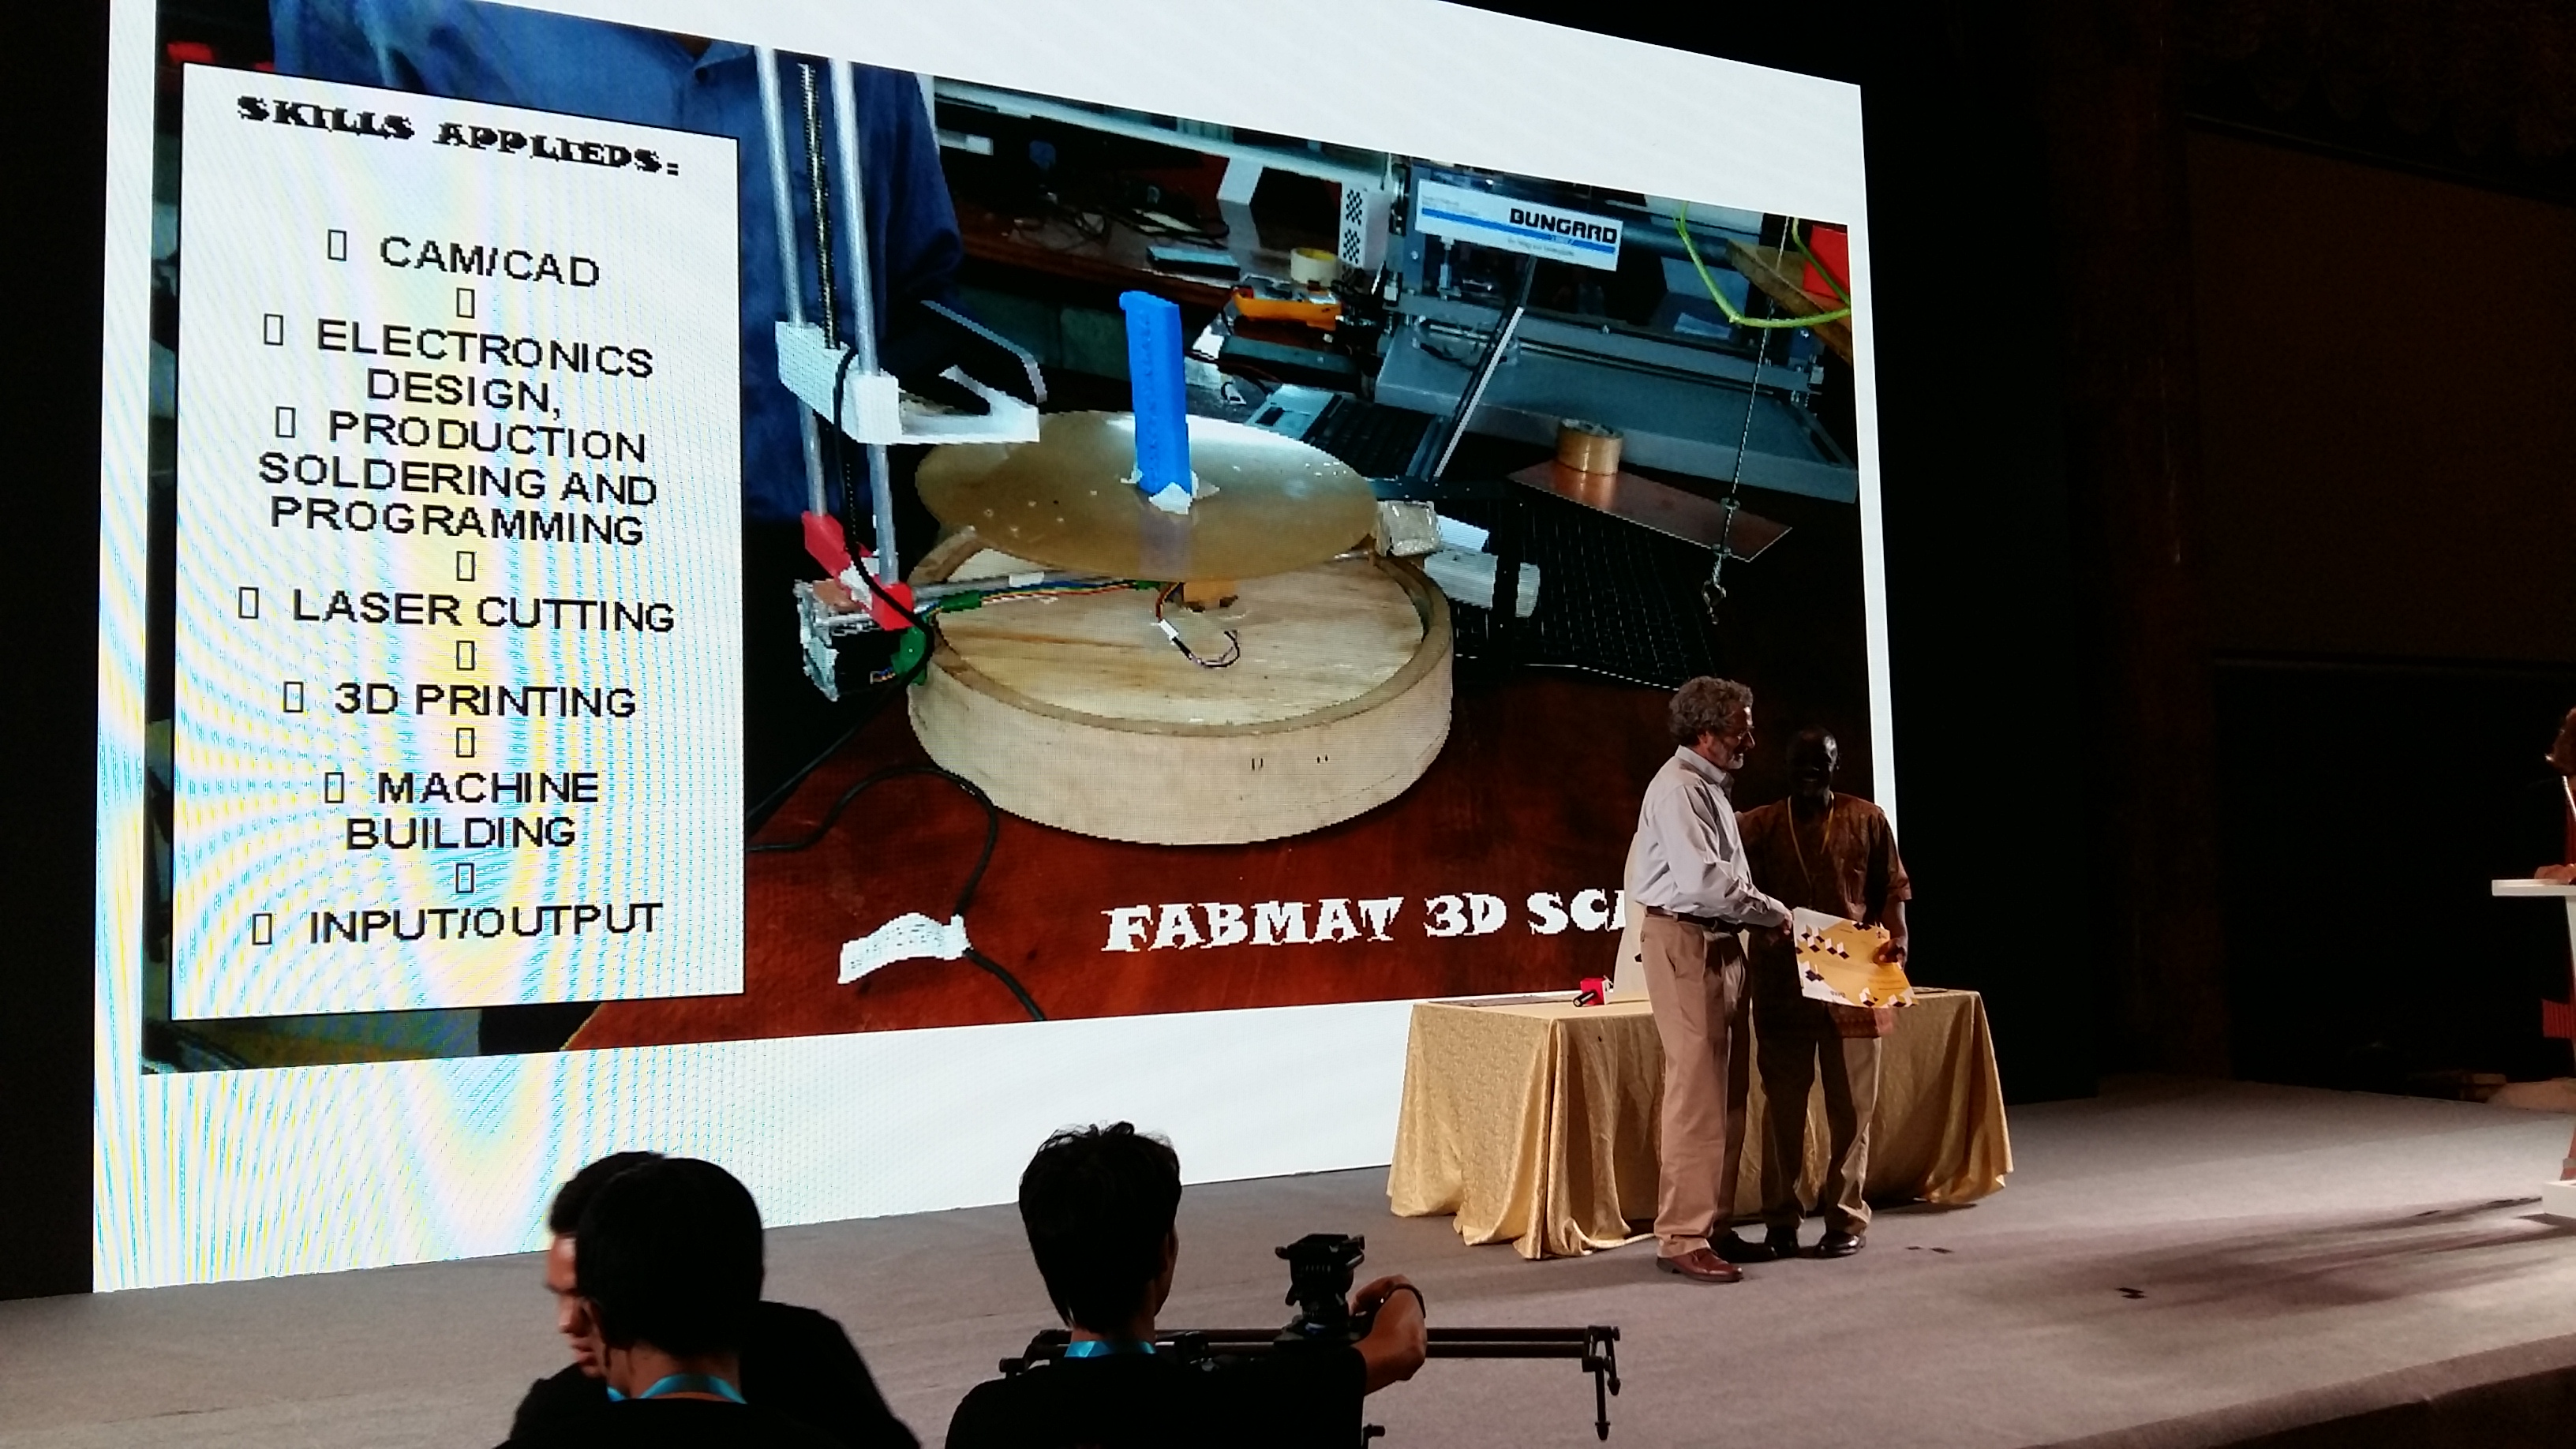 SKILLS APPLIEDS:
CAM/CAD
ELECTRONICS
DESIGN,
PRODUCTION
SOLDERING AND
PROGRAMMING
LASER CUTTING
3D PRINTING
MACHINE
BUILDING
INPUT/OUTPUT
BUNGARD
FABMAT 3D